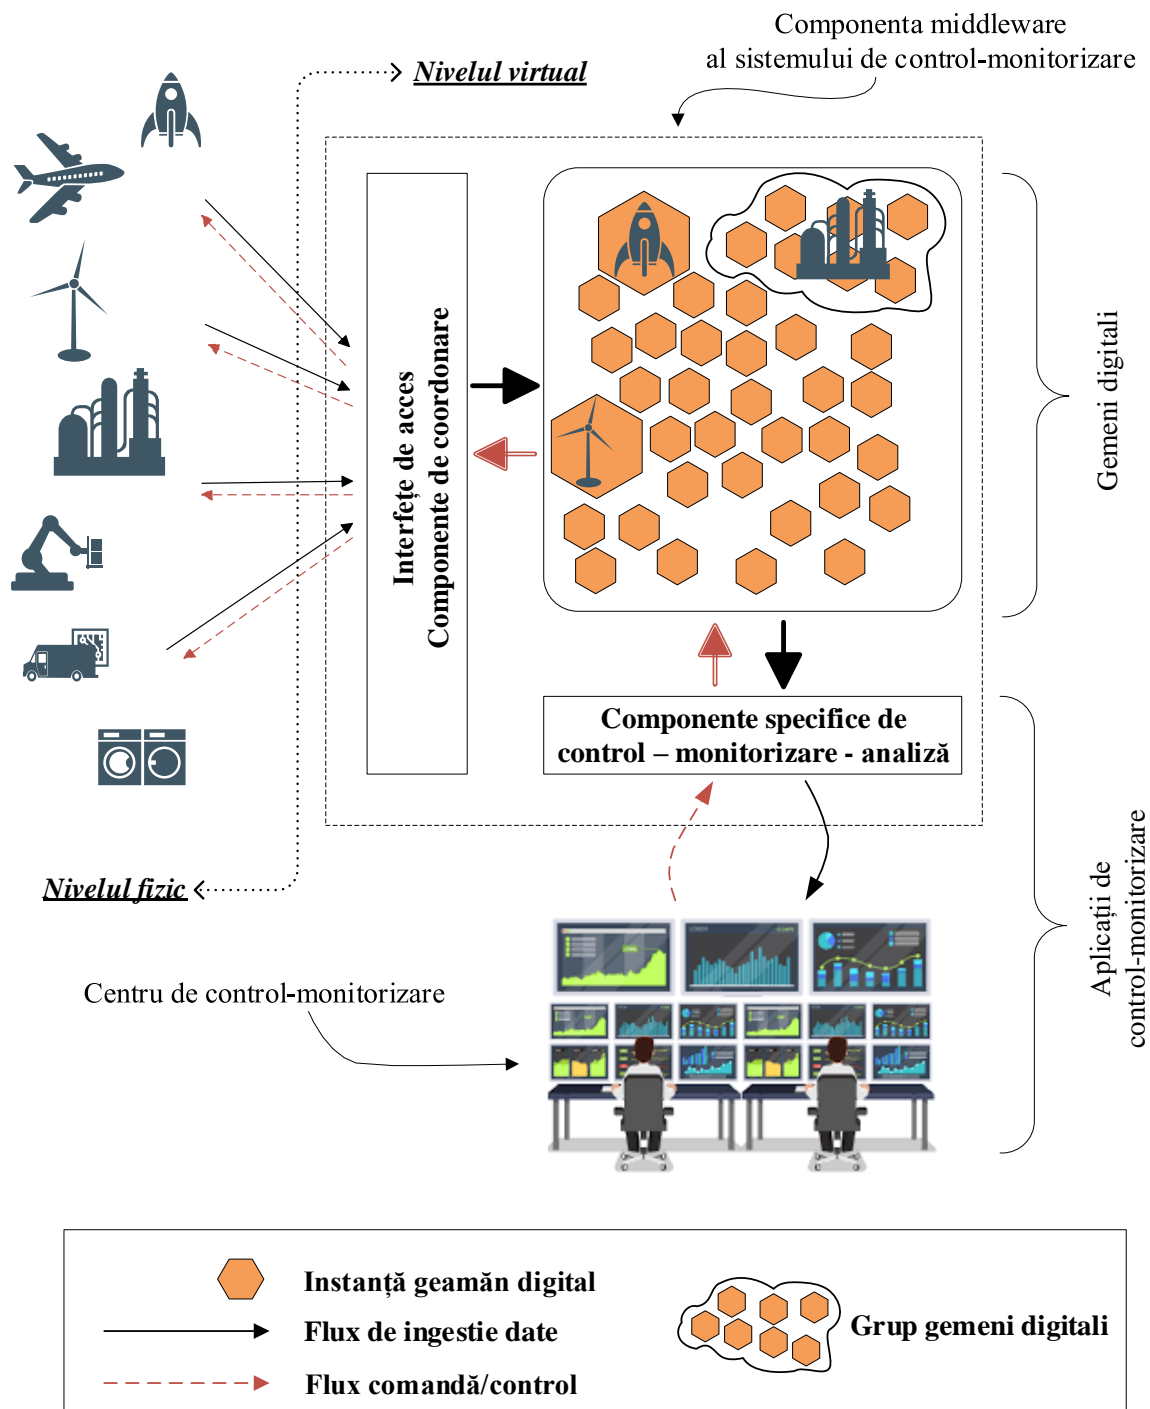 Componenta middleware
al sistemului de control-monitorizare
Nivelul virtual
Interfețe de acces
Componente de coordonare
Gemeni digitali
Componente specifice de
control – monitorizare - analiză
Nivelul fizic
Aplicații de
control-monitorizare
Centru de control-monitorizare
Instanță geamăn digital
Flux de ingestie date
Flux comandă/control
Grup gemeni digitali